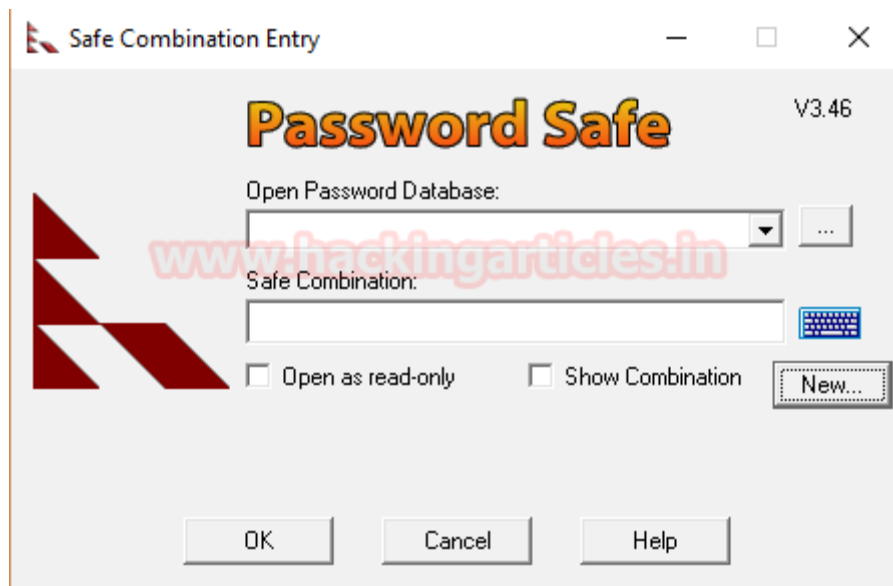 Safe Combination Entry
Password Safe
V3.46
Open Password Database:
...
www.hackingarticles.in
Safe Combination:
Open as read-only
Show Combination
New...
OK
Cancel
Help